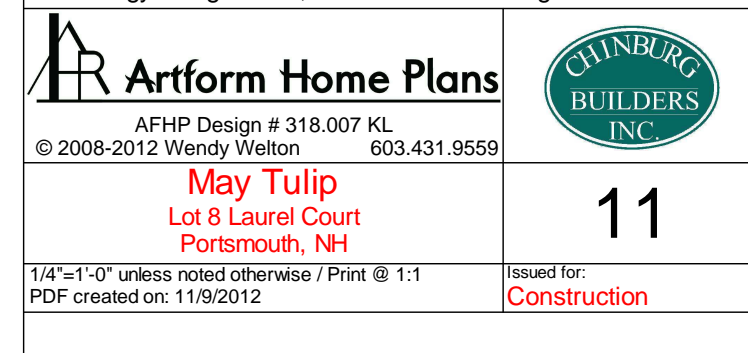 Artform Home Plans
AFHP Design # 318.007 KL
© 2008-2012 Wendy Welton 603.431.9559
CHINBURG
BUILDERS
INC.
May Tulip
Lot 8 Laurel Court
Portsmouth, NH
11
1/4"=1'-0" unless noted otherwise / Print @ 1:1
PDF created on: 11/9/2012
Issued for:
Construction